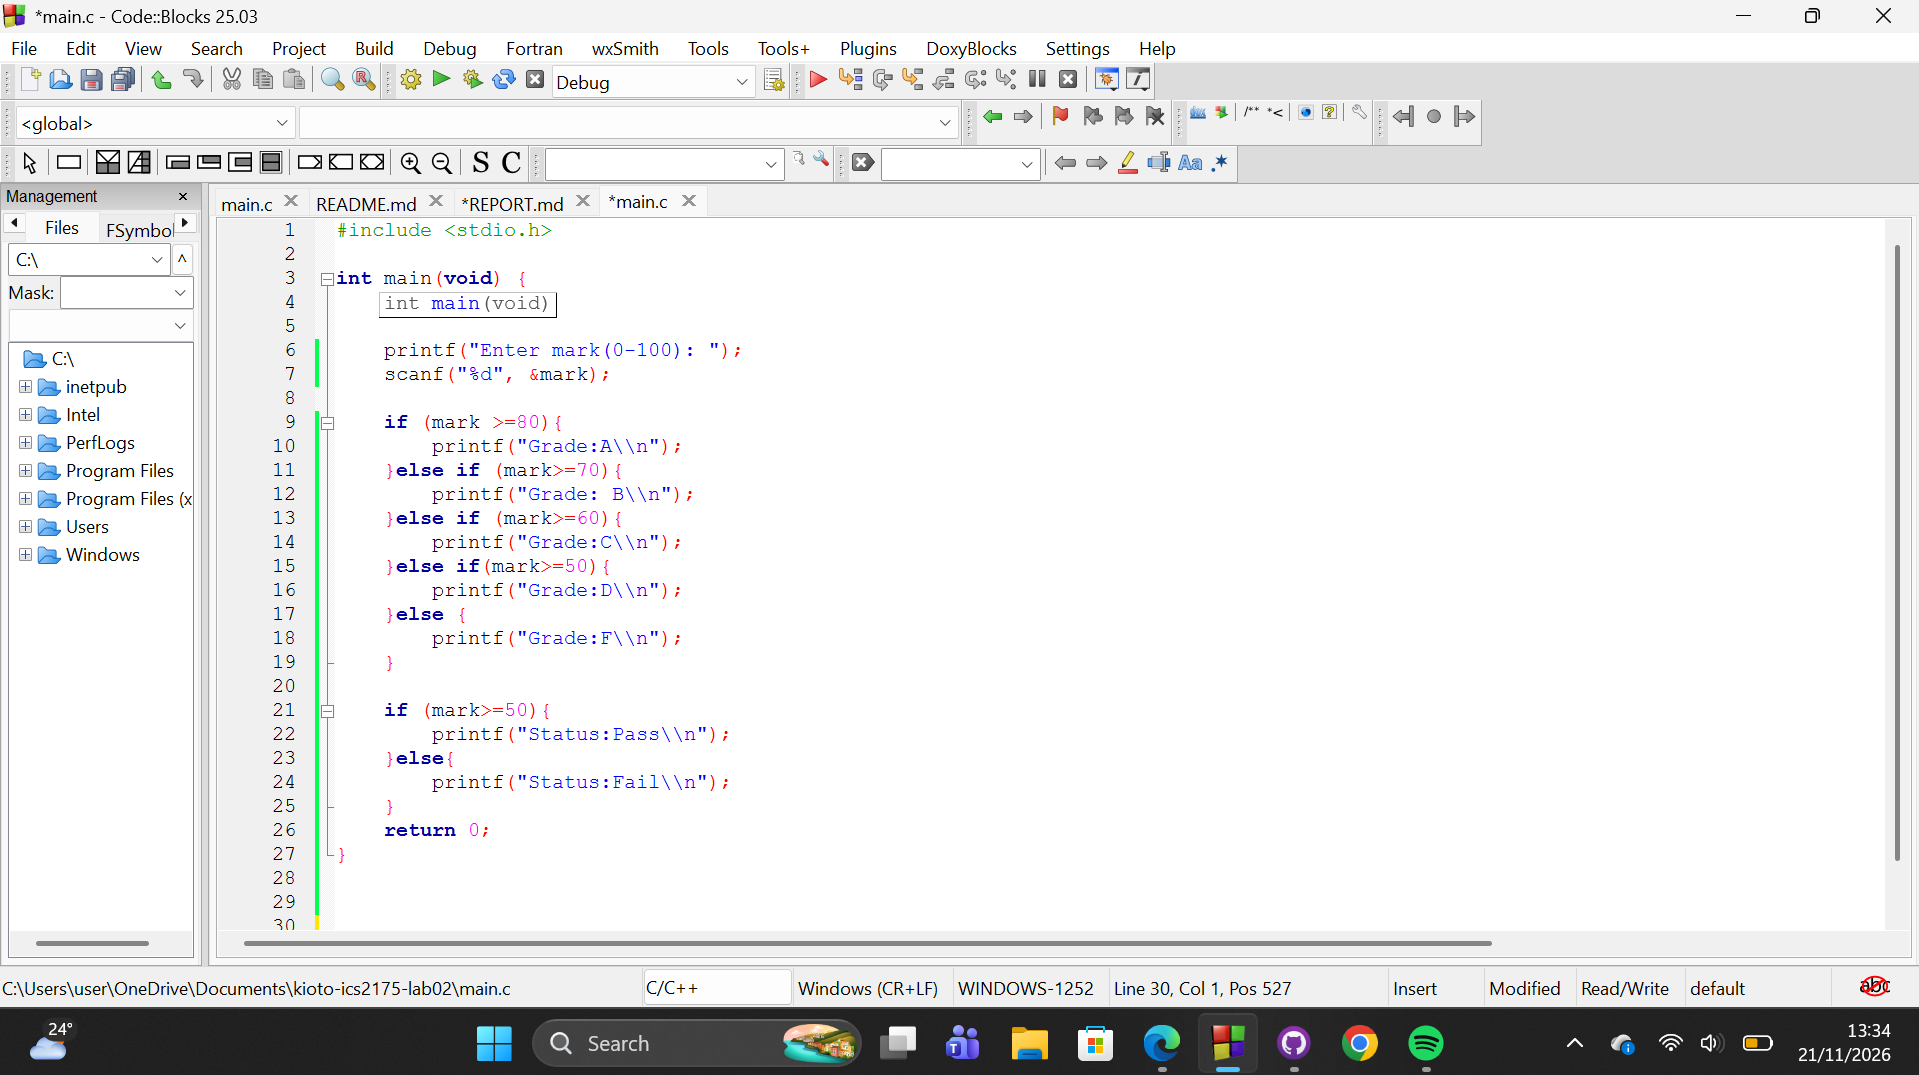 *main.c - Code::Blocks 25.03
File Edit View Search Project Build Debug Fortran wxSmith Tools Tools+ Plugins DoxyBlocks Settings Help
Debug
<global>
/** *<
S C
Aa .*
Management
main.c README.md *REPORT.md *main.c
Files FSymbol
C:\
Mask:
C:\
inetpub
Intel
PerfLogs
Program Files
Program Files (x
Users
Windows
1 #include <stdio.h>
2
3 int main(void) {
4 int main(void)
5
6 printf("Enter mark(0-100): ");
7 scanf("%d", &mark);
8
9 if (mark >=80){
10 printf("Grade:A\\n");
11 }else if (mark>=70){
12 printf("Grade: B\\n");
13 }else if (mark>=60){
14 printf("Grade:C\\n");
15 }else if(mark>=50){
16 printf("Grade:D\\n");
17 }else {
18 printf("Grade:F\\n");
19 }
20
21 if (mark>=50){
22 printf("Status:Pass\\n");
23 }else{
24 printf("Status:Fail\\n");
25 }
26 return 0;
27 }
28
29
30
C:\Users\user\OneDrive\Documents\kioto-ics2175-lab02\main.c C/C++ Windows (CR+LF) WINDOWS-1252 Line 30, Col 1, Pos 527 Insert Modified Read/Write default abc
24°
Search
13:34
21/11/2026